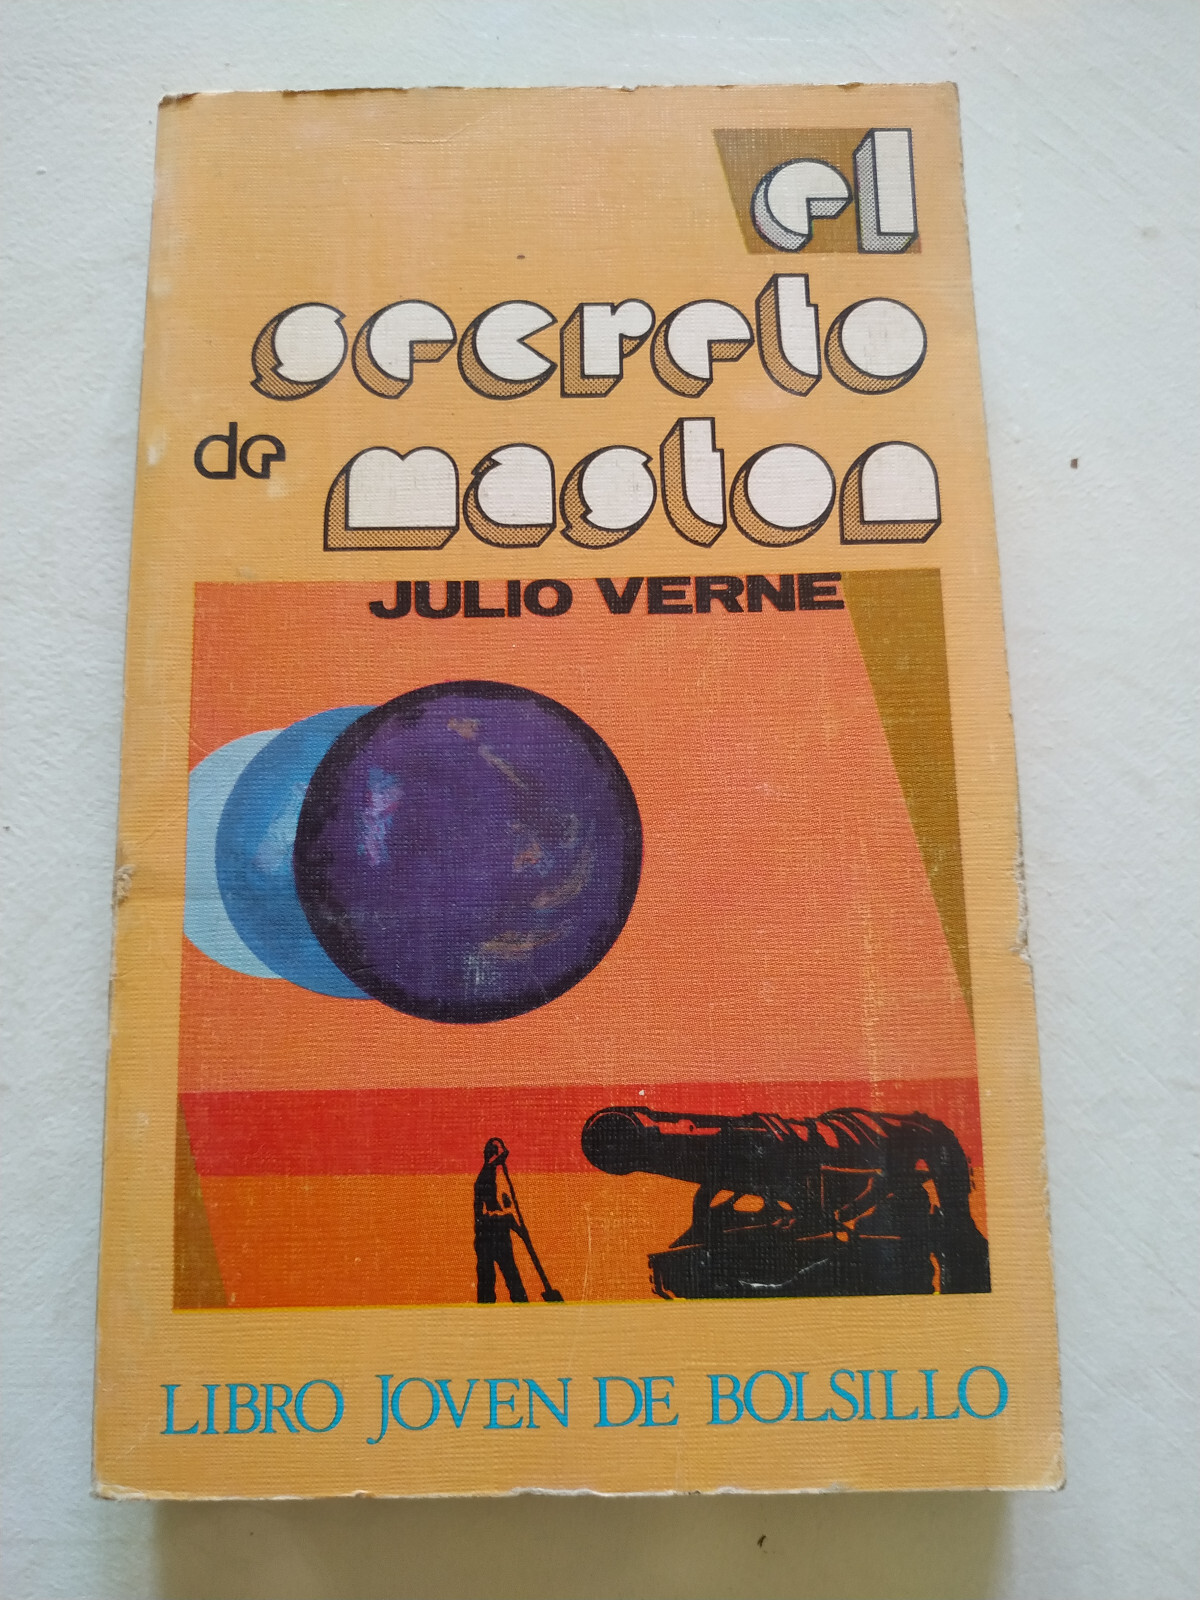 el
secreto
de maston
JULIO VERNE
LIBRO JOVEN DE BOLSILLO